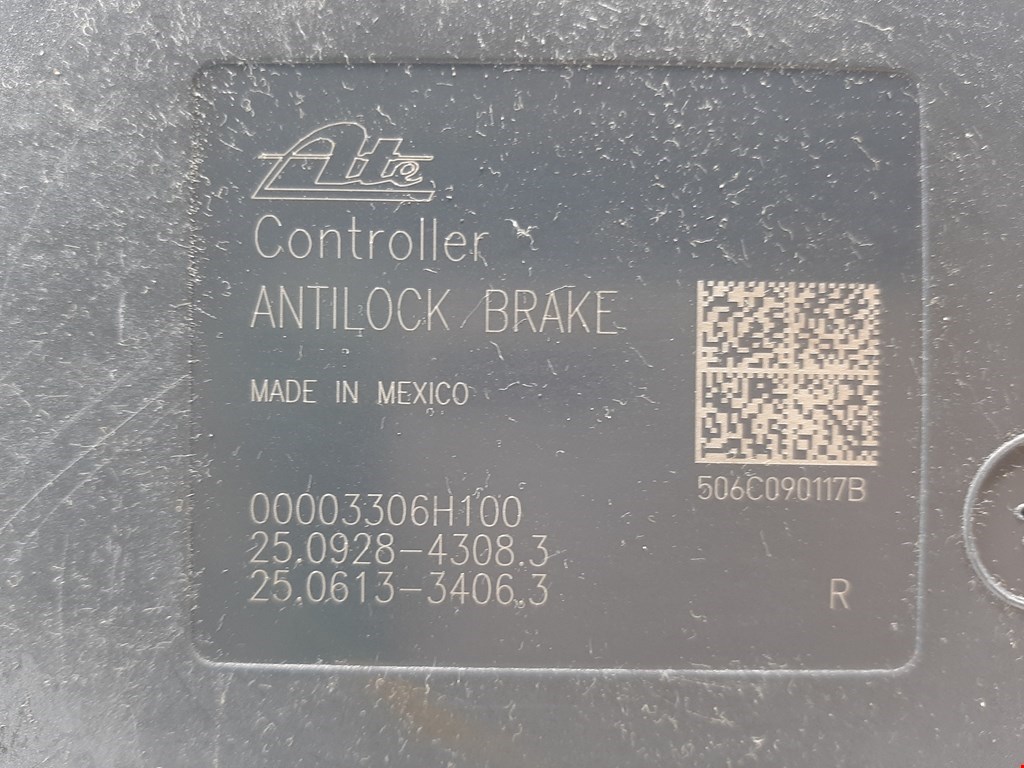 Ate
Controller
ANTILOCK BRAKE
MADE IN MEXICO
506C090117B
00003306H100
25.0928-4308.3
25.0613-3406.3
R